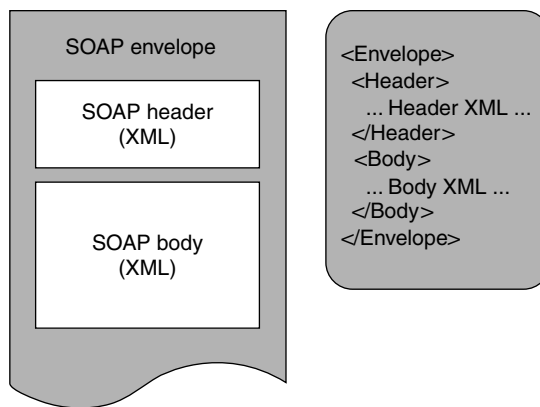 SOAP envelope
SOAP header
(XML)
SOAP body
(XML)
<Envelope>
<Header>
... Header XML ...
</Header>
<Body>
... Body XML ...
</Body>
</Envelope>